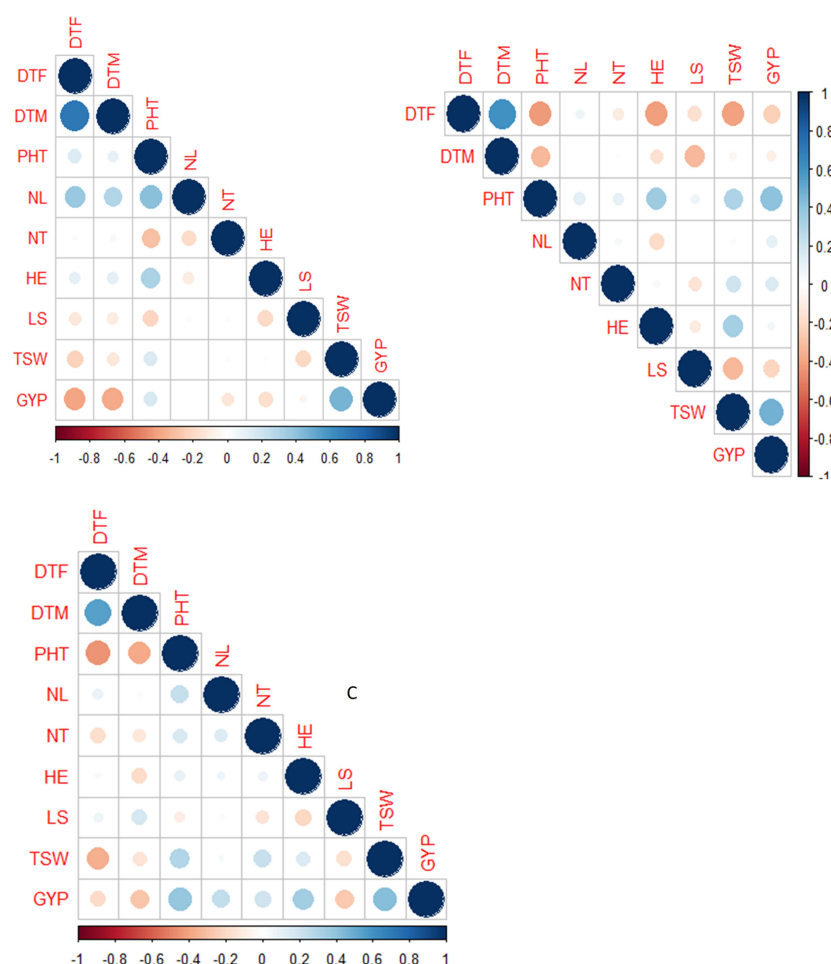 DTF
DTF
DTM
DTM
PHT
PHT
NL
NL
NT
NT
HE
HE
LS
LS
TSW
TSW
GYP
GYP
-1 -0.8 -0.6 -0.4 -0.2 0 0.2 0.4 0.6 0.8 1
DTF DTM PHT NL NT HE LS TSW GYP
DTF
DTM
PHT
NL
NT
HE
LS
TSW
GYP
1
0.8
0.6
0.4
0.2
0
-0.2
-0.4
-0.6
-0.8
-1
DTF
DTF
DTM
DTM
PHT
PHT
NL
NL
C
NT
NT
HE
HE
LS
LS
TSW
TSW
GYP
GYP
-1 -0.8 -0.6 -0.4 -0.2 0 0.2 0.4 0.6 0.8 1